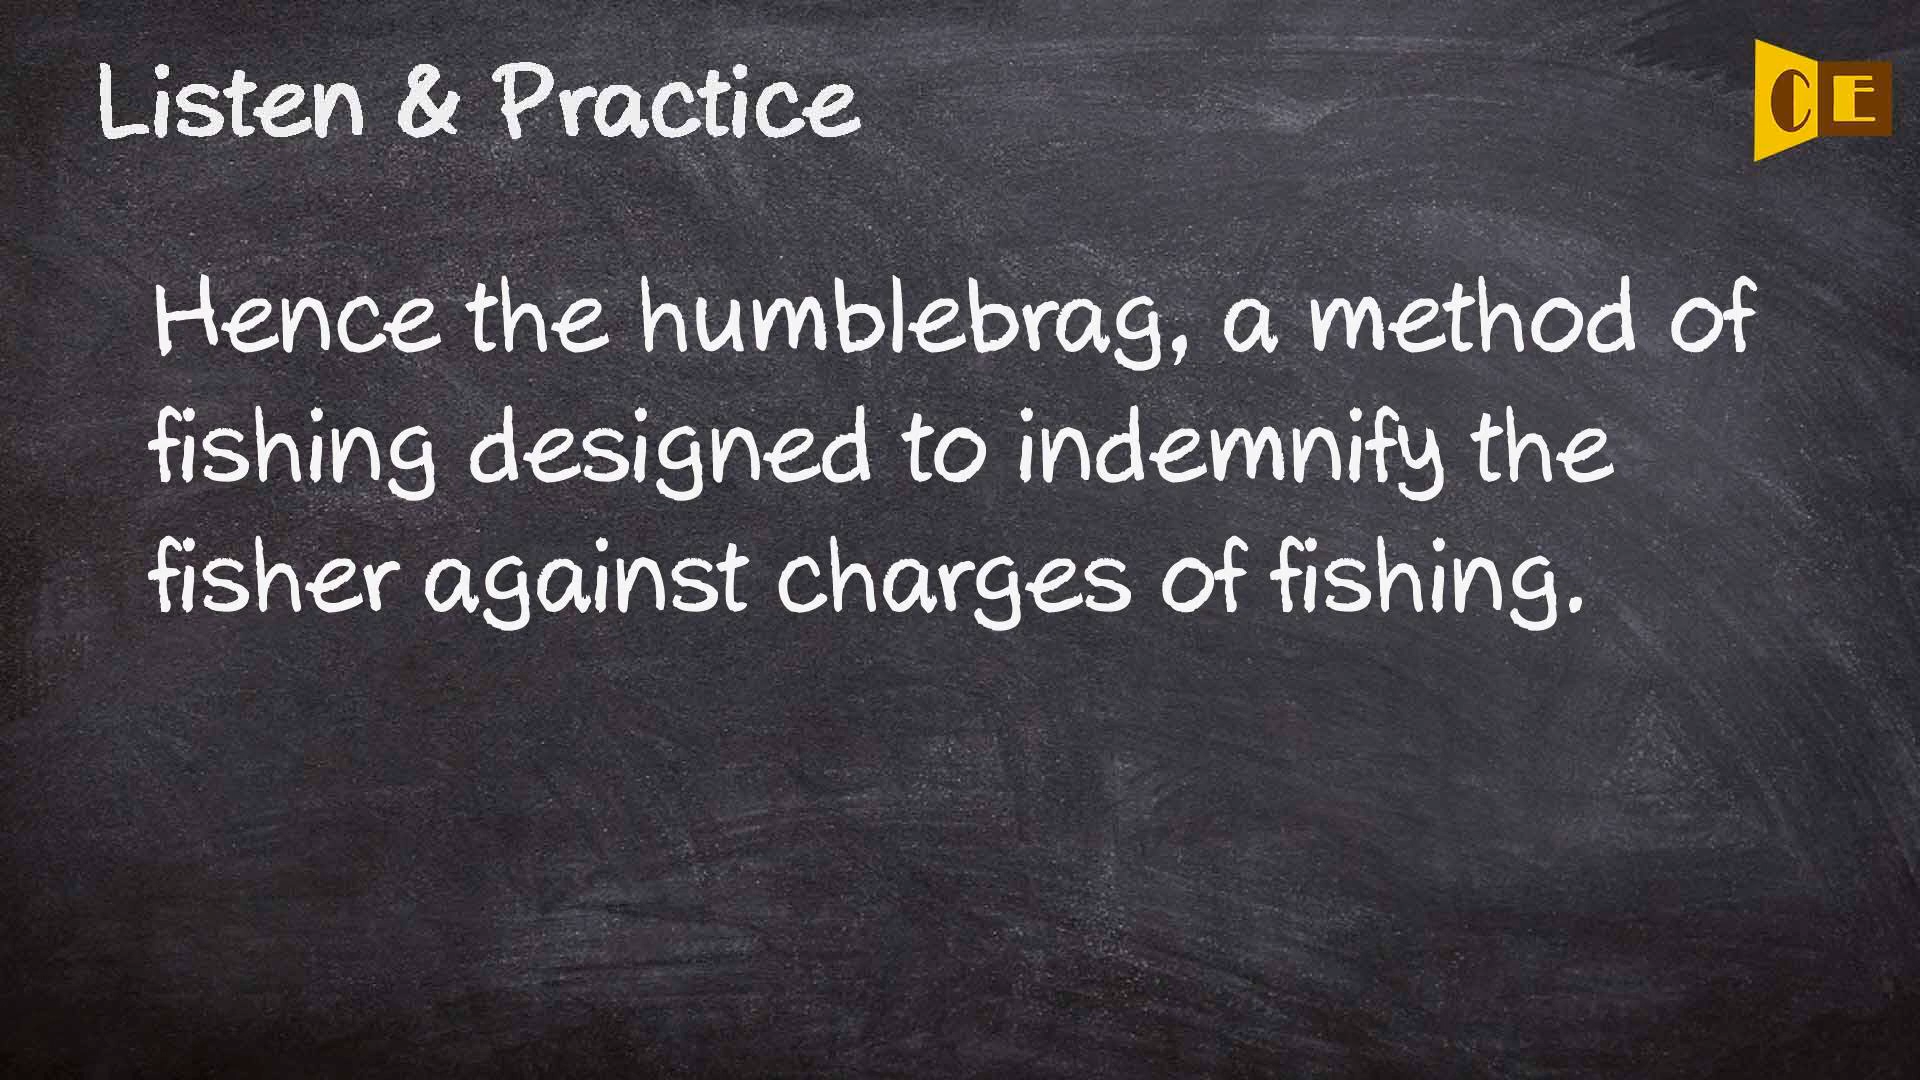 Listen & Practice
CE
Hence the humblebrag, a method of
fishing designed to indemnify the
fisher against charges of fishing.